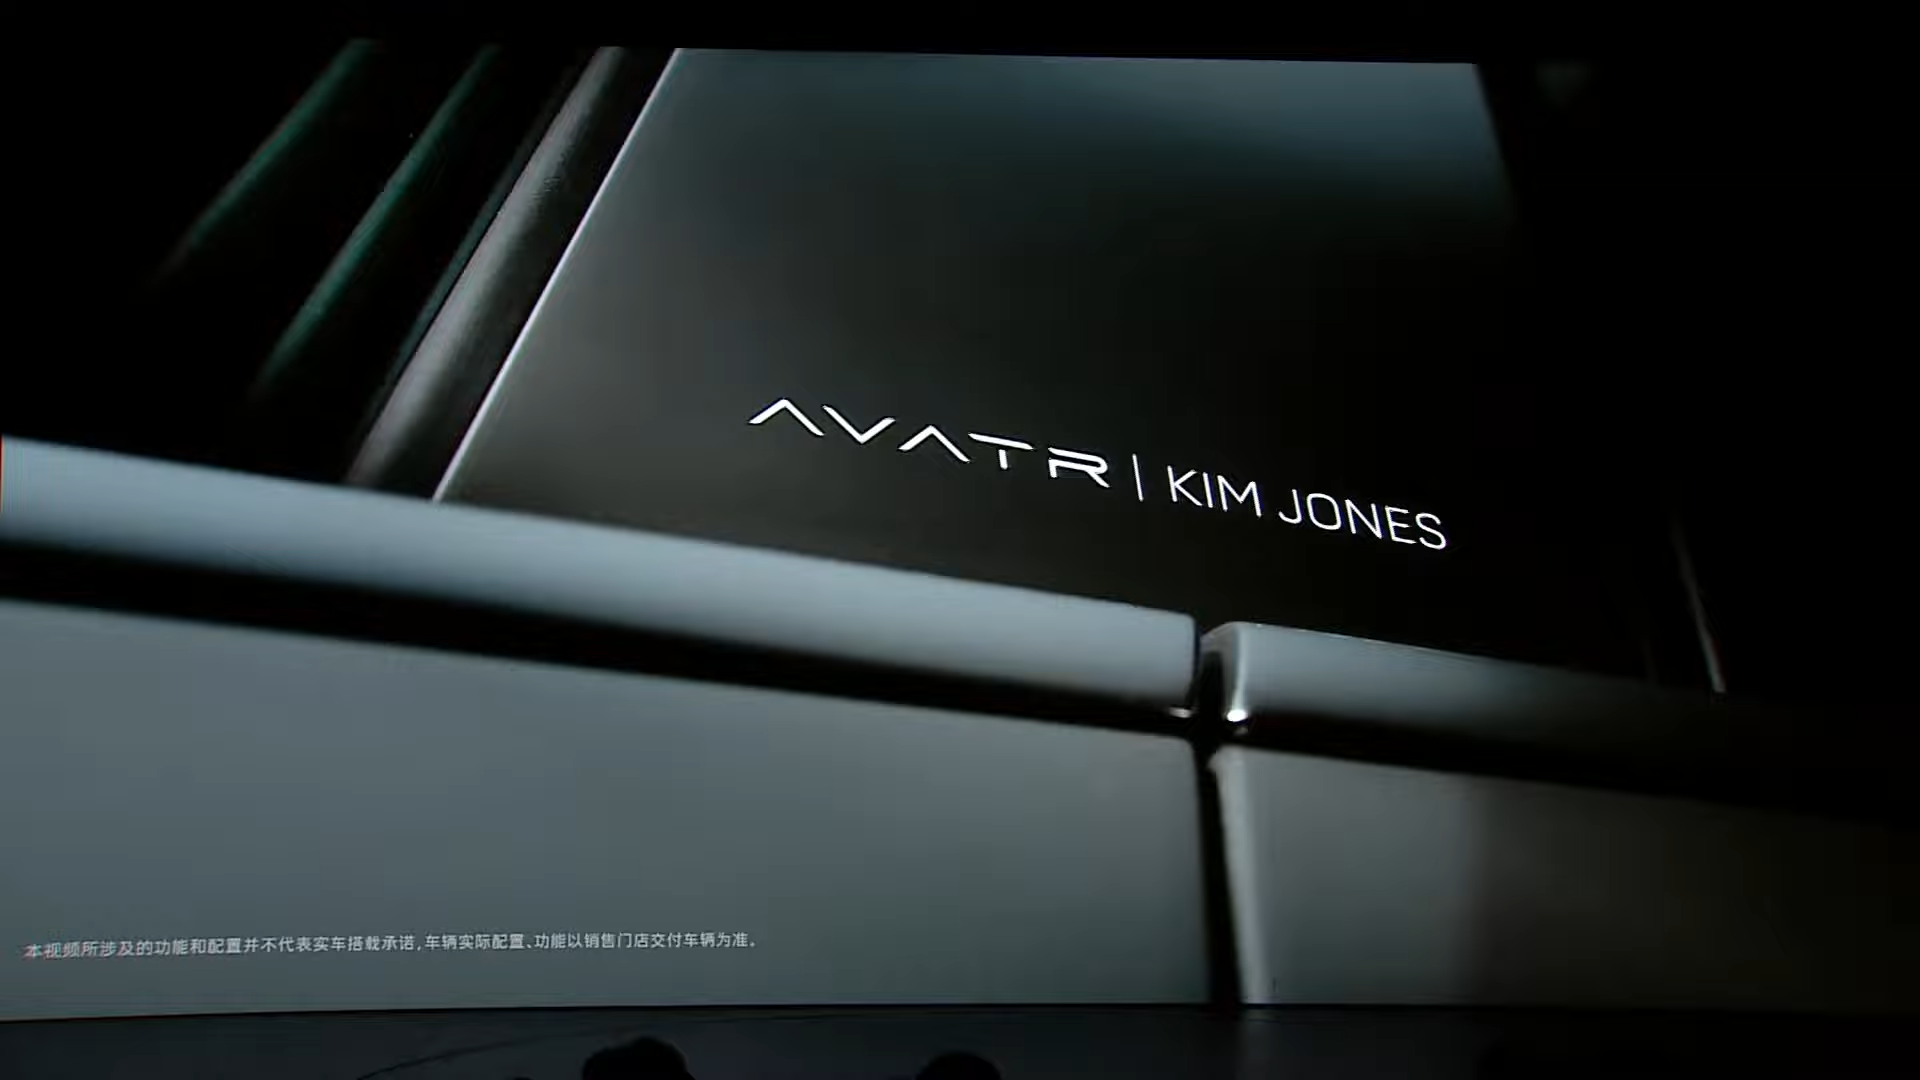 AVATR | KIM JONES
本视频所涉及的功能和配置并不代表实车搭载承诺,车辆实际配置、功能以销售门店交付车辆为准。